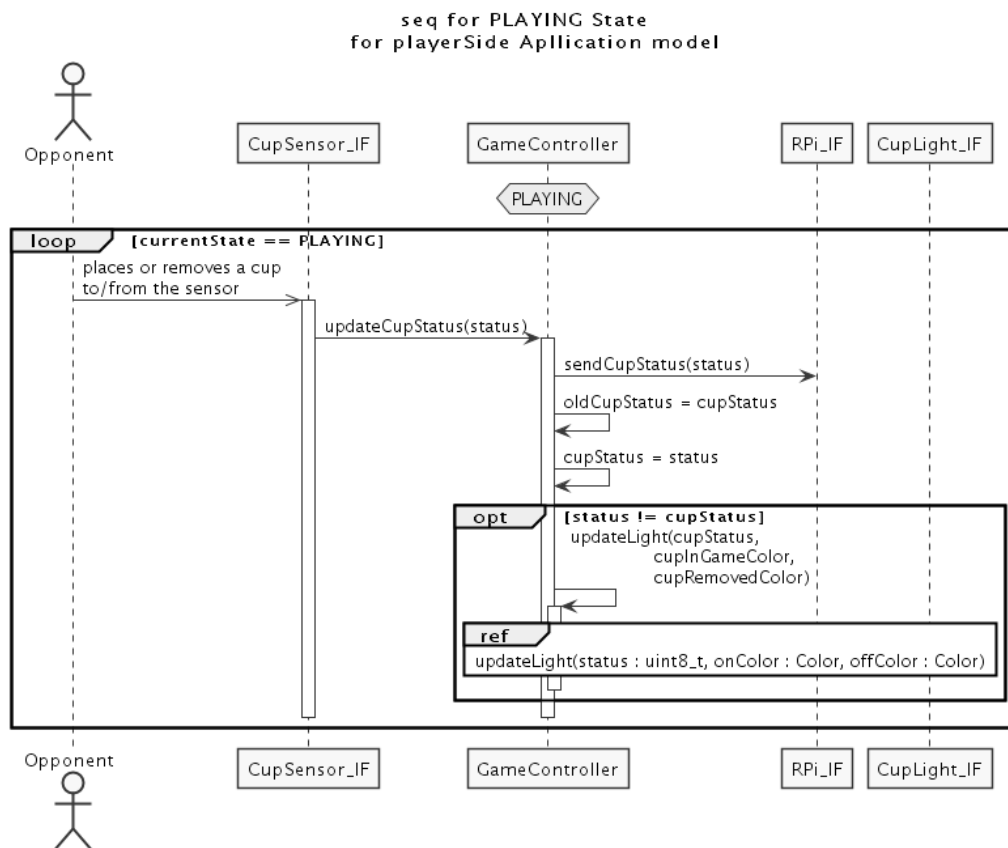 seq for PLAYING State
for playerSide Apllication model
Opponent
CupSensor_IF
GameController
RPi_IF
CupLight_IF
PLAYING
loop
[currentState == PLAYING]
places or removes a cup
to/from the sensor
updateCupStatus(status)
sendCupStatus(status)
oldCupStatus = cupStatus
cupStatus = status
opt
[status != cupStatus]
updateLight(cupStatus,
cupInGameColor,
cupRemovedColor)
ref
updateLight(status : uint8_t, onColor : Color, offColor : Color)
Opponent
CupSensor_IF
GameController
RPi_IF
CupLight_IF